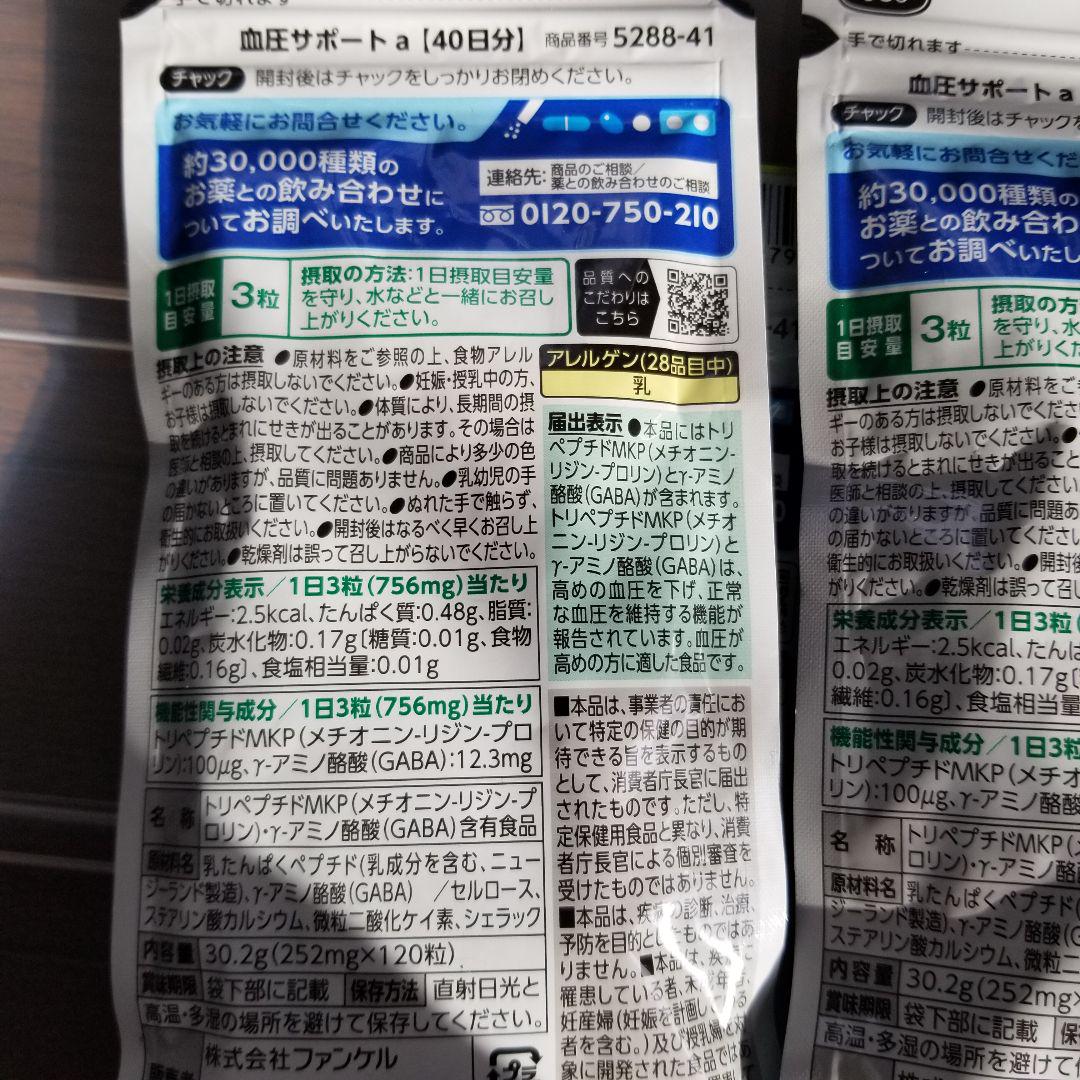 手で切れます
血圧サポートa【40日分】 商品番号5288-41
チャック 開封後はチャックをしっかりお閉めください。
お気軽にお問合せください。
約30,000種類の
お薬との飲み合わせに
ついてお調べいたします。
連絡先:商品のご相談/
薬との飲み合わせのご相談
0120-750-210
1日摂取
目安量
3粒
摂取の方法:1日摂取目安量
を守り、水などと一緒にお召し
上がりください。
品質への
こだわりは
こちら
摂取上の注意 ●原材料をご参照の上、食物アレル
ギーのある方は摂取しないでください。●妊娠・授乳中の方、
お子様は摂取しないでください。●体質により、長期間の摂
取を続けるとまれにせきが出ることがあります。その場合は
医師と相談の上、摂取してください。●商品により多少の色
の違いがありますが、品質に問題ありません。●乳幼児の手
の届かないところに置いてください。●ぬれた手で触らず、
衛生的にお取扱いください。●開封後はなるべく早くお召し上
がりください。●乾燥剤は誤って召し上がらないでください。
アレルゲン(28品目中)
乳
届出表示 ●本品にはトリ
ペプチドMKP(メチオニン-
リジン-プロリン)とγ-アミノ
酪酸(GABA)が含まれます。
トリペプチドMKP(メチオ
ニン-リジン-プロリン)と
γ-アミノ酪酸(GABA)は、
高めの血圧を下げ、正常
な血圧を維持する機能が
報告されています。血圧が
高めの方に適した食品です。
栄養成分表示/1日3粒(756mg)当たり
エネルギー:2.5kcal、たんぱく質:0.48g、脂質:
0.02g、炭水化物:0.17g〔糖質:0.01g、食物
繊維:0.16g〕、食塩相当量:0.01g
機能性関与成分/1日3粒(756mg)当たり
トリペプチドMKP(メチオニン-リジン-プロ
リン):100μg、γ-アミノ酪酸(GABA):12.3mg
名 称 トリペプチドMKP(メチオニン-リジン-プ
ロリン)・γ-アミノ酪酸(GABA)含有食品
原材料名 乳たんぱくペプチド(乳成分を含む、ニュー
ジーランド製造)、γ-アミノ酪酸(GABA) /セルロース、
ステアリン酸カルシウム、微粒二酸化ケイ素、シェラック
内容量 30.2g(252mg×120粒)
賞味期限 袋下部に記載 保存方法 直射日光と
高温・多湿の場所を避けて保存してください。
株式会社ファンケル
プラ
■本品は、事業者の責任にお
いて特定の保健の目的が期
待できる旨を表示するもの
として、消費者庁長官に届出
されたものです。ただし、特
定保健用食品と異なり、消費
者庁長官による個別審査を
受けたものではありません。
■本品は、疾病の診断、治療、
予防を目的としたものではあ
りません。■本品は、疾病に
罹患している者、未成年者、
妊産婦(妊娠を計画している
者を含む。)及び授乳婦を対
象に開発された食品ではあ
手で切れます
血圧サポートa
チャック 開封後はチャックを
お気軽にお問合せくだ
約30,000種類の
お薬との飲み合わ
ついてお調べいたし
1日摂取
目安量
3粒
摂取の方
を守り、水
上がりくだ
摂取上の注意 ●原材料をご
ギーのある方は摂取しないでくださ
お子様は摂取しないでください。●
取を続けるとまれにせきが出ること
医師と相談の上、摂取してください
の違いがありますが、品質に問題あ
の届かないところに置いてください
衛生的にお取扱いください。●開封後
がりください。●乾燥剤は誤って召し
栄養成分表示/1日3粒(
エネルギー:2.5kcal、たんぱ
0.02g、炭水化物:0.17g〔
繊維:0.16g〕、食塩相当量
機能性関与成分/1日3粒
トリペプチドMKP(メチオニ
リン):100μg、γ-アミノ酪酸
名 称 トリペプチドMKP(メ
ロリン)・γ-アミノ酪
原材料名 乳たんぱくペプチド(
ジーランド製造)、γ-アミノ酪酸(G
ステアリン酸カルシウム、微粒二酸
内容量 30.2g(252mg×
賞味期限 袋下部に記載 保
高温・多湿の場所を避けて